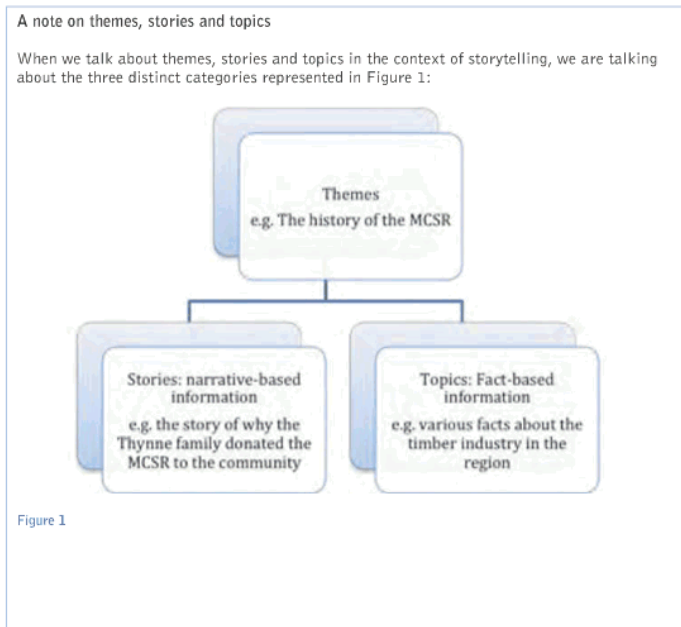 A note on themes, stories and topics
When we talk about themes, stories and topics in the context of storytelling, we are talking
about the three distinct categories represented in Figure 1:
Themes
e.g. The history of the MCSR
Stories: narrative-based
information
e.g. the story of why the
Thynne family donated the
MCSR to the community
Topics: Fact-based
information
e.g. various facts about the
timber industry in the
region
Figure 1